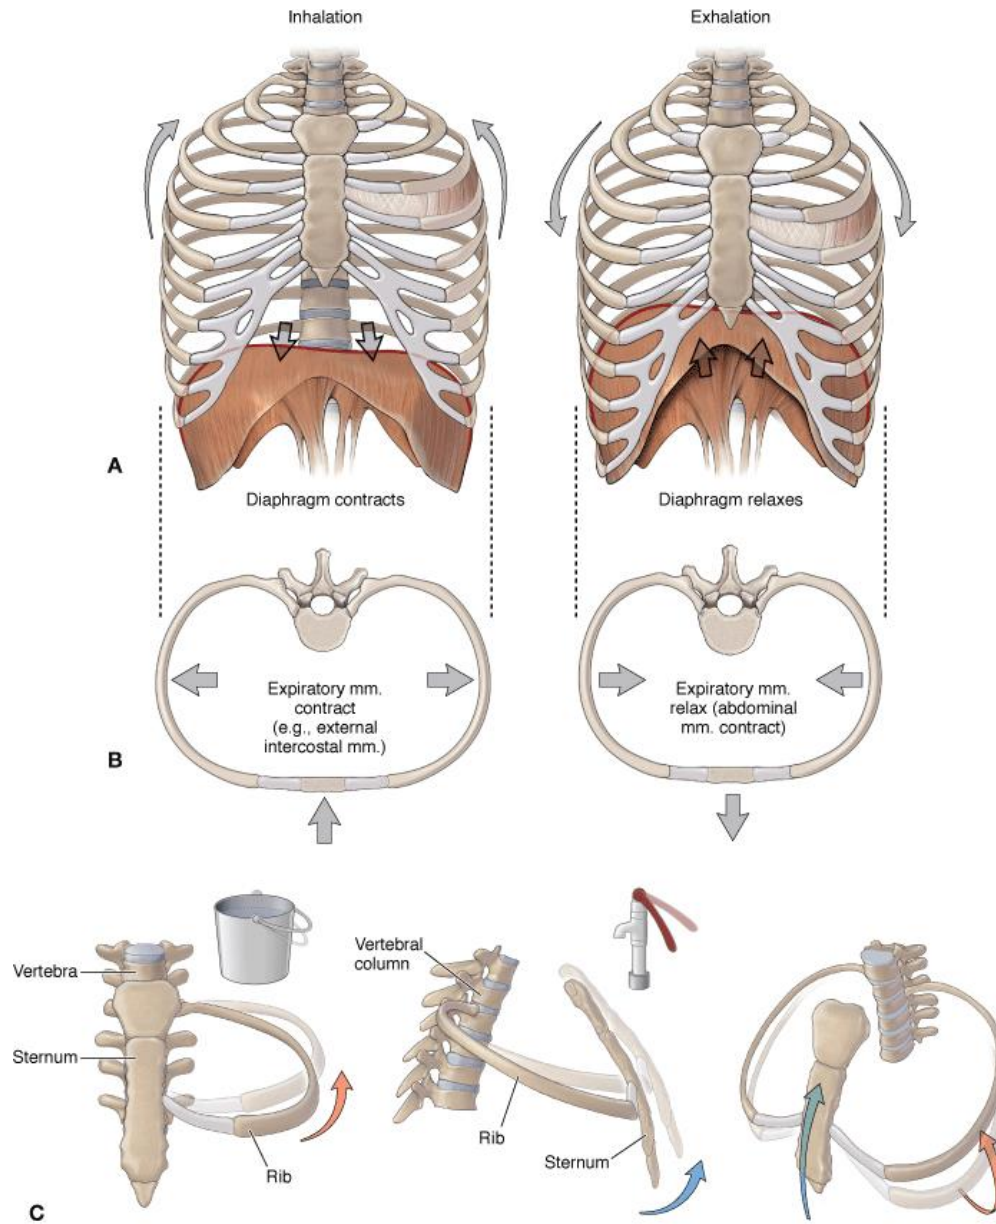 Inhalation
Exhalation
A
Diaphragm contracts
Diaphragm relaxes
Expiratory mm.
contract
(e.g., external
intercostal mm.)
Expiratory mm.
relax (abdominal
mm. contract)
B
Vertebra
Sternum
Rib
Vertebral
column
Rib
Sternum
C